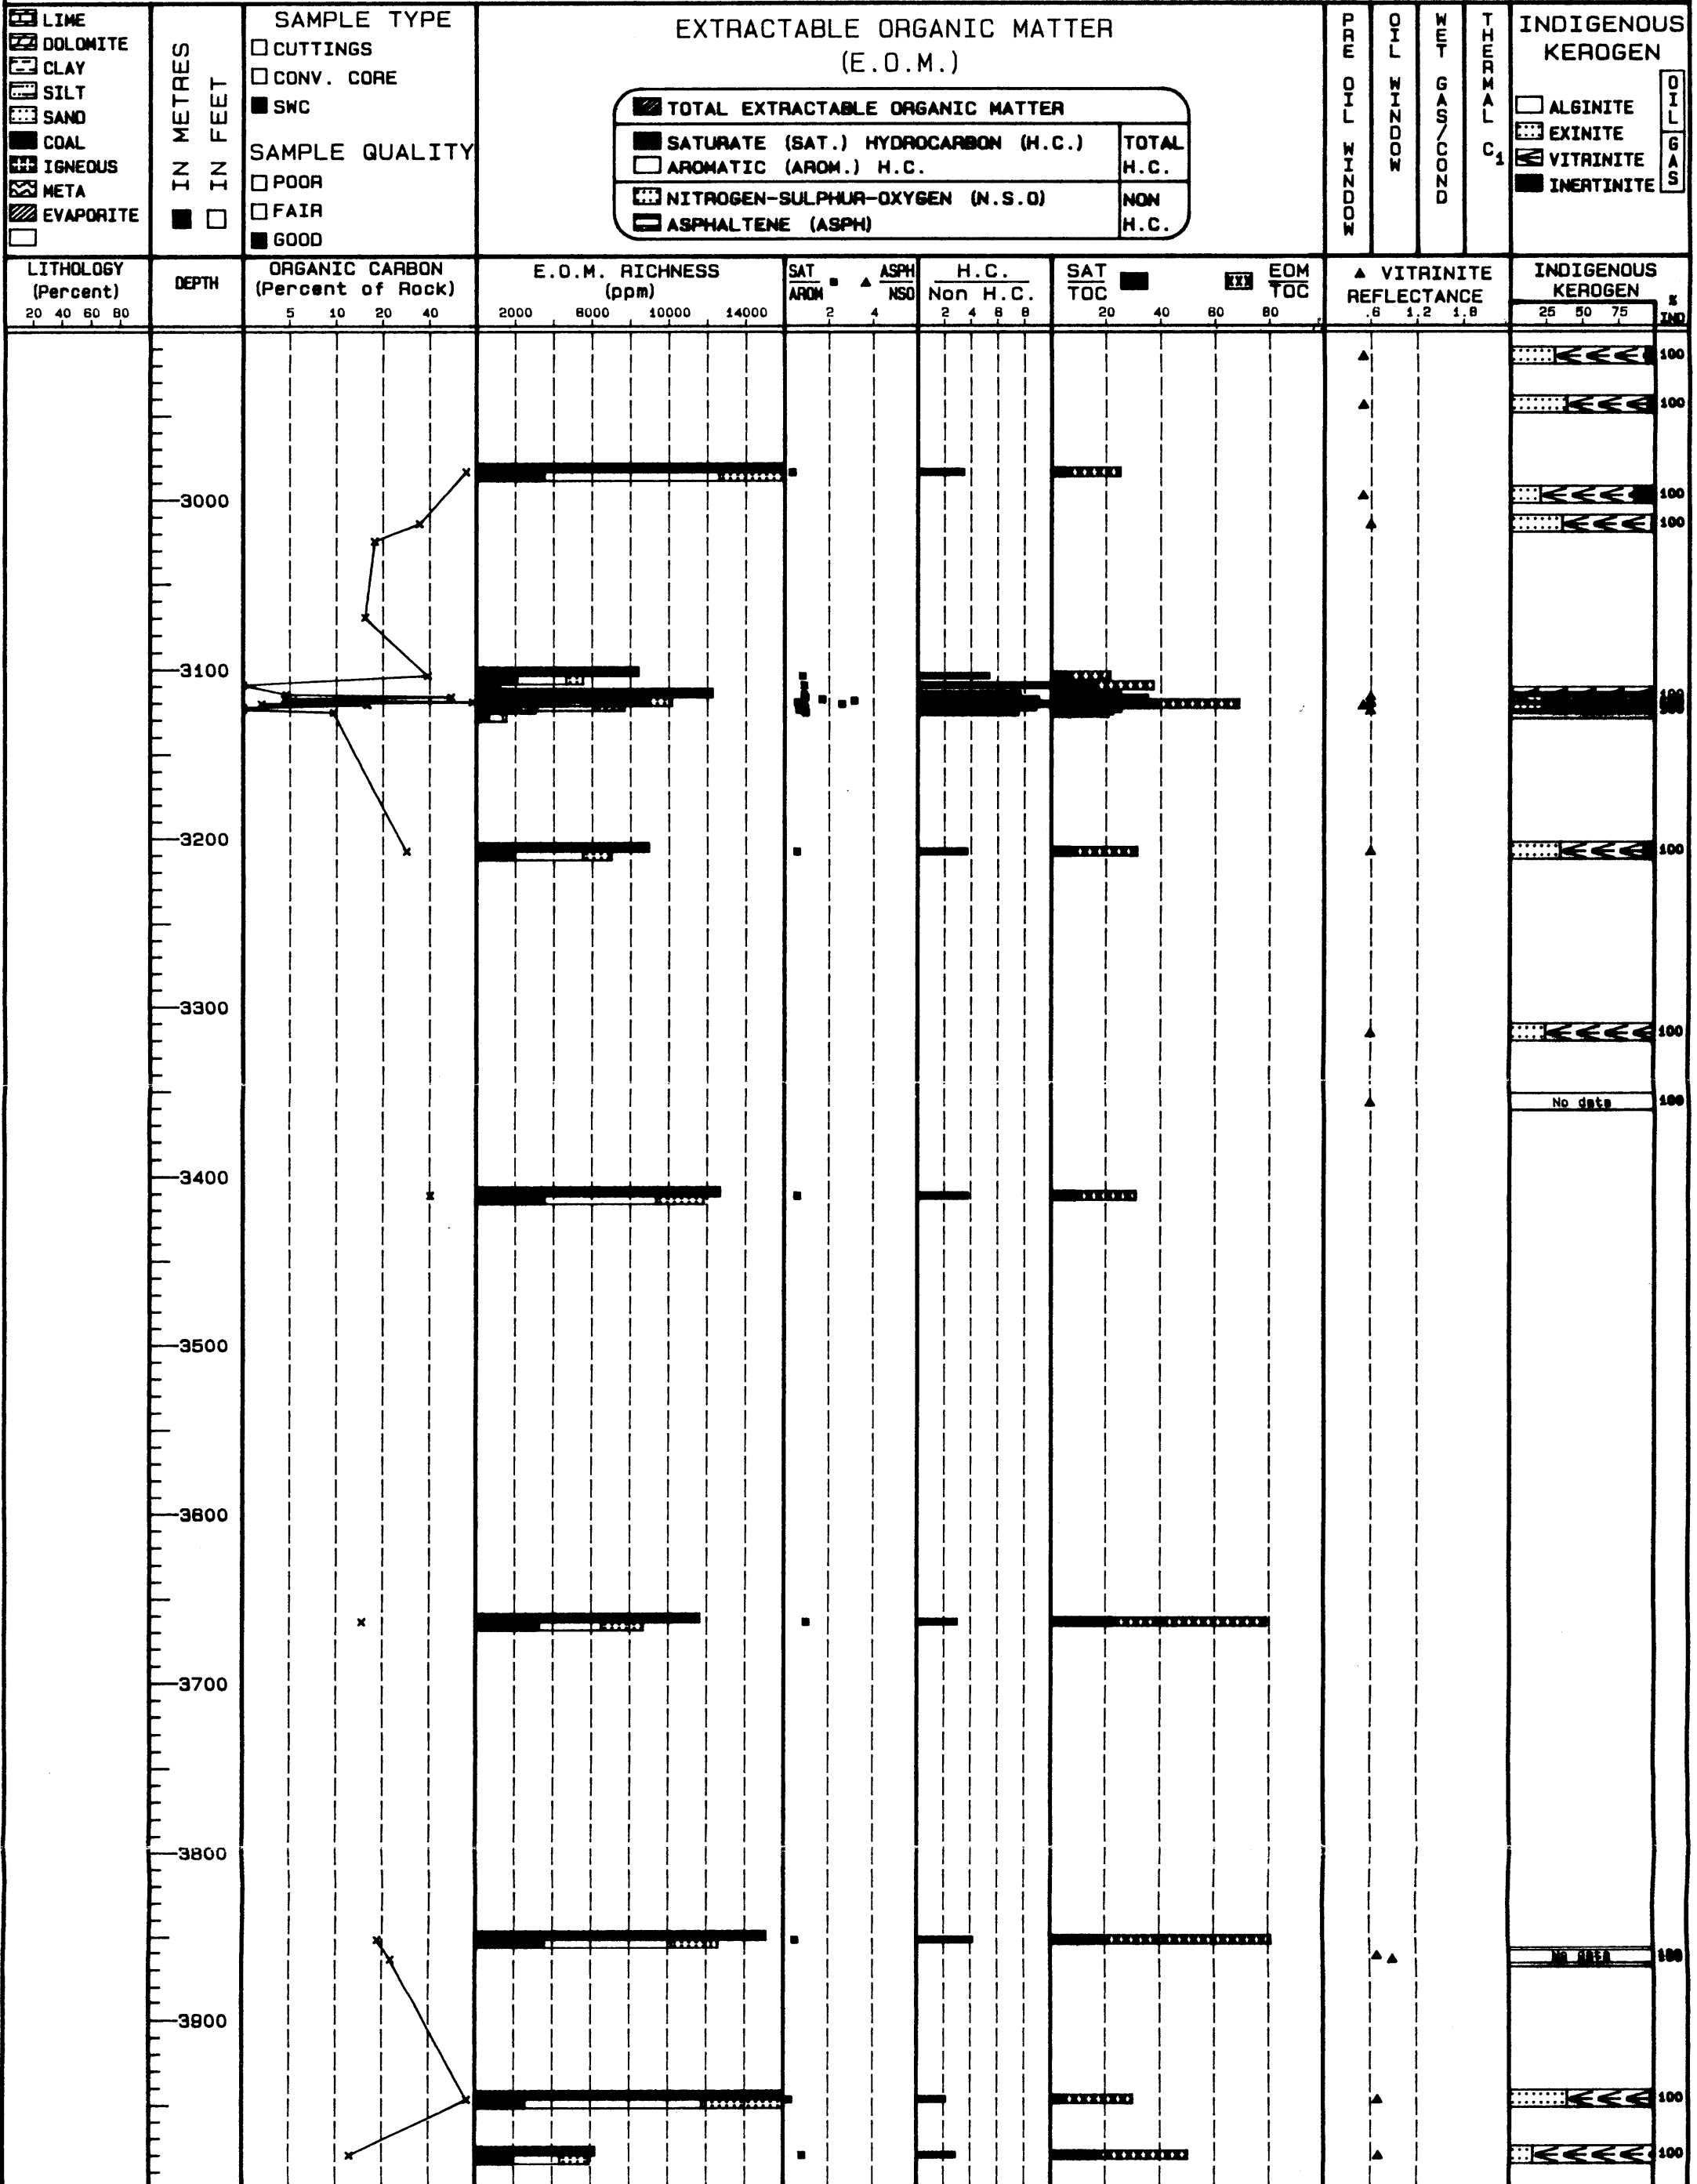 LIME
DOLOMITE
CLAY
SILT
SAND
COAL
IGNEOUS
META
EVAPORITE
IN METRES
IN FEET
SAMPLE TYPE
CUTTINGS
CONV. CORE
SWC
SAMPLE QUALITY
POOR
FAIR
GOOD
EXTRACTABLE ORGANIC MATTER
(E.O.M.)
TOTAL EXTRACTABLE ORGANIC MATTER
SATURATE (SAT.) HYDROCARBON (H.C.) TOTAL
AROMATIC (AROM.) H.C. H.C.
NITROGEN-SULPHUR-OXYGEN (N.S.O) NON
ASPHALTENE (ASPH) H.C.
PRE OIL WINDOW
OIL WINDOW
WET GAS/COND
THERMAL C1
INDIGENOUS
KEROGEN
ALGINITE
EXINITE
VITRINITE
INERTINITE
OIL
GAS
LITHOLOGY
(Percent)
20 40 60 80
DEPTH
ORGANIC CARBON
(Percent of Rock)
5 10 20 40
E.O.M. RICHNESS
(ppm)
2000 6000 10000 14000
SAT
AROM
ASPH
NSO
2 4
H.C.
Non H.C.
2 4 6 8
SAT
TOC
EOM
TOC
20 40 60 80
VITRINITE
REFLECTANCE
.6 1.2 1.8
INDIGENOUS
KEROGEN
25 50 75
%
IND
100
100
3000
100
100
3100
3200
100
3300
100
No data 100
3400
3500
3600
3700
3800
No data
3900
100
100